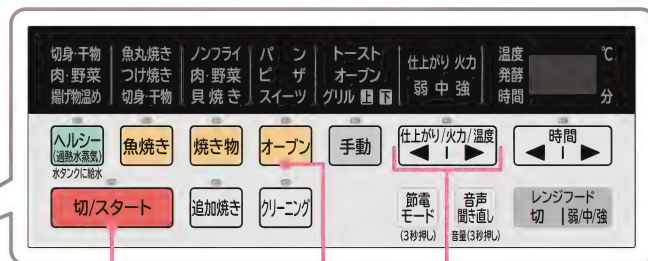 切身・干物 魚丸焼き ノンフライ パン トースト 仕上がり 火力 温度 ℃
肉・野菜 つけ焼き 肉・野菜 ピザ オーブン 弱 中 強 発酵
揚げ物温め 切身・干物 貝焼き スイーツ グリル 上 下 時間 分
ヘルシー (過熱水蒸気) 魚焼き 焼き物 オーブン 手動 仕上がり/火力/温度 時間
水タンクに給水
切/スタート 追加焼き クリーニング 節電モード 音声聞き直し レンジフード
切 弱/中/強
(3秒押し) 音量(3秒押し)